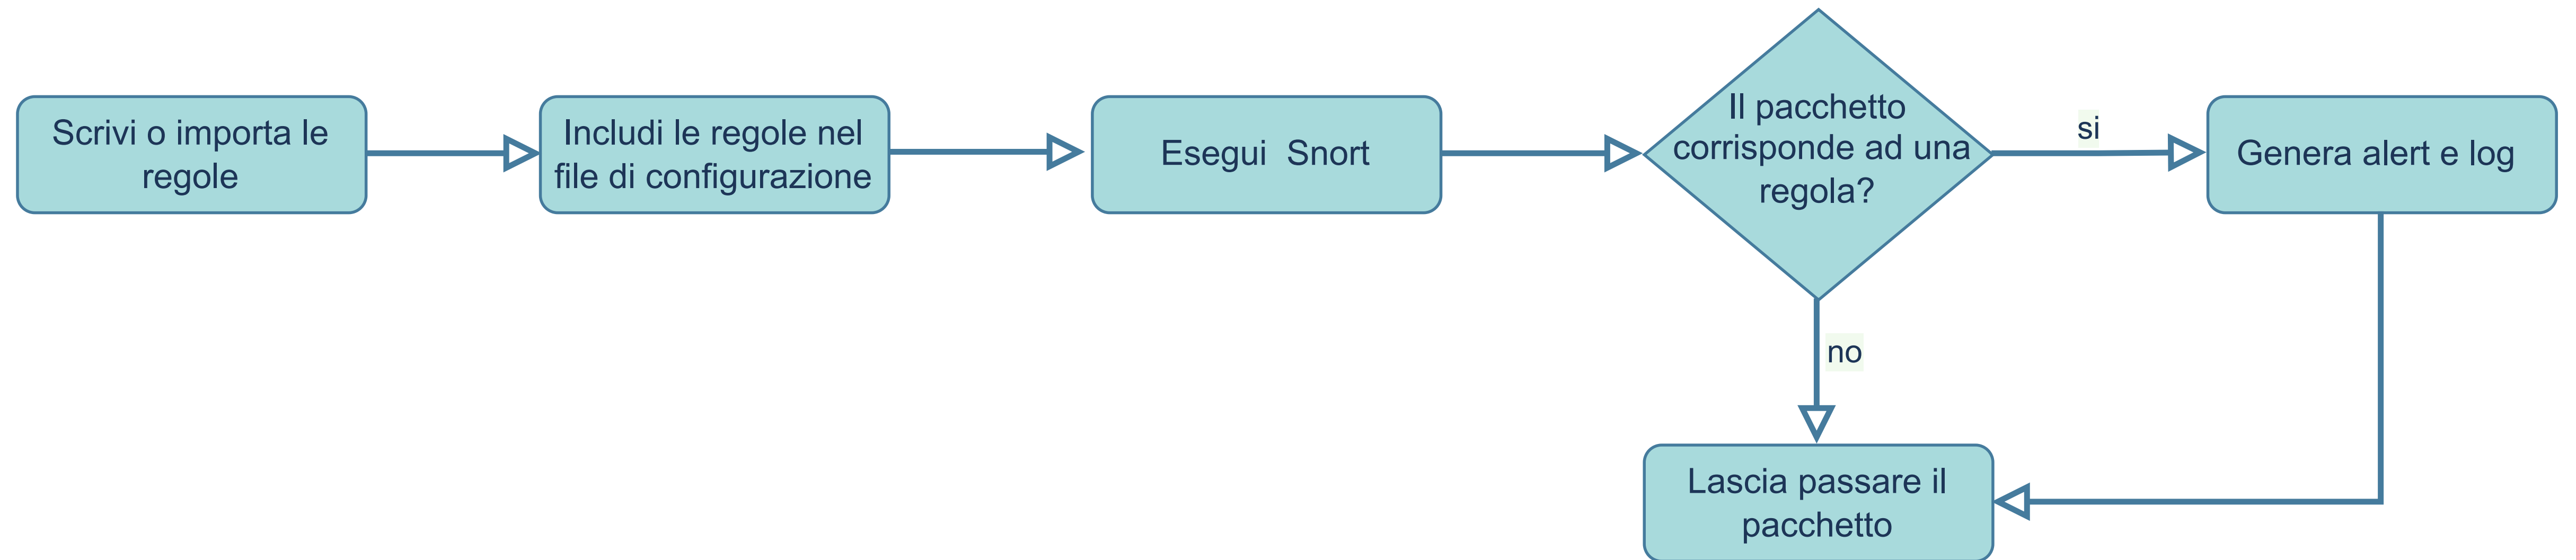 Scrivi o importa le
regole
Includi le regole nel
file di configurazione
Esegui  Snort
Il pacchetto
corrisponde ad una
regola?
si
Genera alert e log
no
Lascia passare il
pacchetto